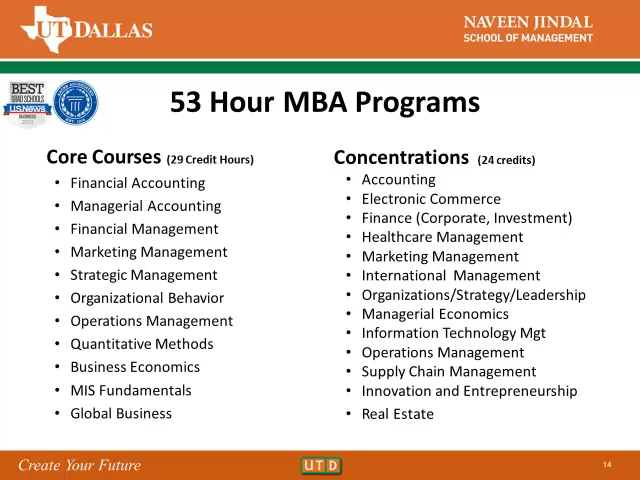 UT DALLAS
NAVEEN JINDAL
SCHOOL OF MANAGEMENT
BEST
GRAD SCHOOLS
U.S.News
BUSINESS
53 Hour MBA Programs
Core Courses (29 Credit Hours)
• Financial Accounting
• Managerial Accounting
• Financial Management
• Marketing Management
• Strategic Management
• Organizational Behavior
• Operations Management
• Quantitative Methods
• Business Economics
• MIS Fundamentals
• Global Business
Concentrations (24 credits)
• Accounting
• Electronic Commerce
• Finance (Corporate, Investment)
• Healthcare Management
• Marketing Management
• International Management
• Organizations/Strategy/Leadership
• Managerial Economics
• Information Technology Mgt
• Operations Management
• Supply Chain Management
• Innovation and Entrepreneurship
• Real Estate
Create Your Future
UTD
14